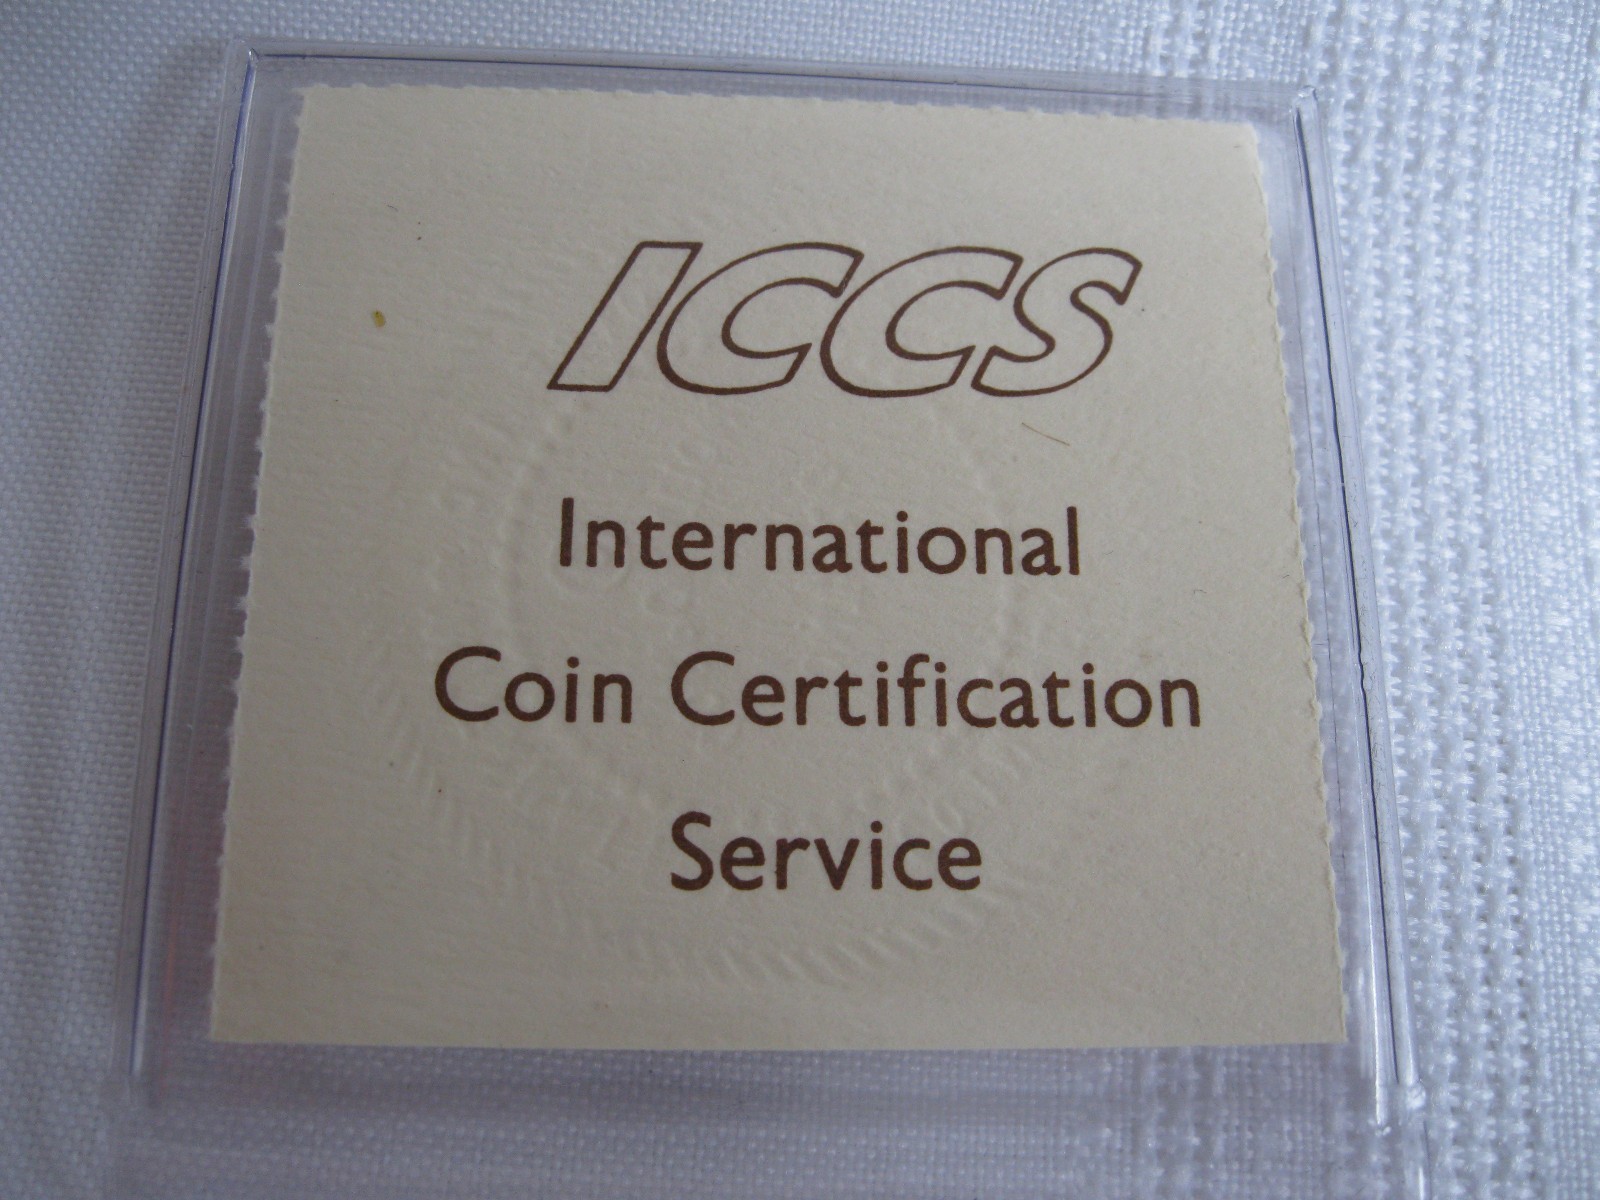 ICCS
International
Coin Certification
Service